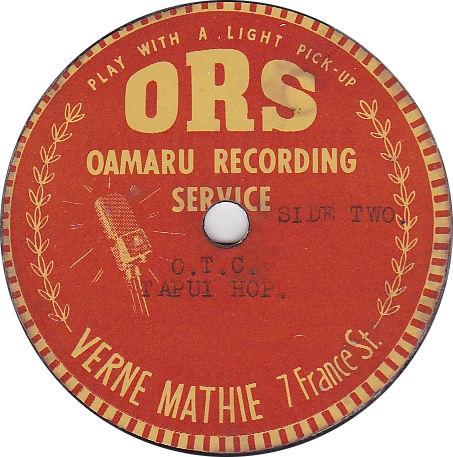 PLAY WITH A LIGHT PICK-UP
ORS
OAMARU RECORDING
SERVICE
SIDE TWO.
O.T.C.
TAPUI HOP.
VERNE MATHIE 7 France St.